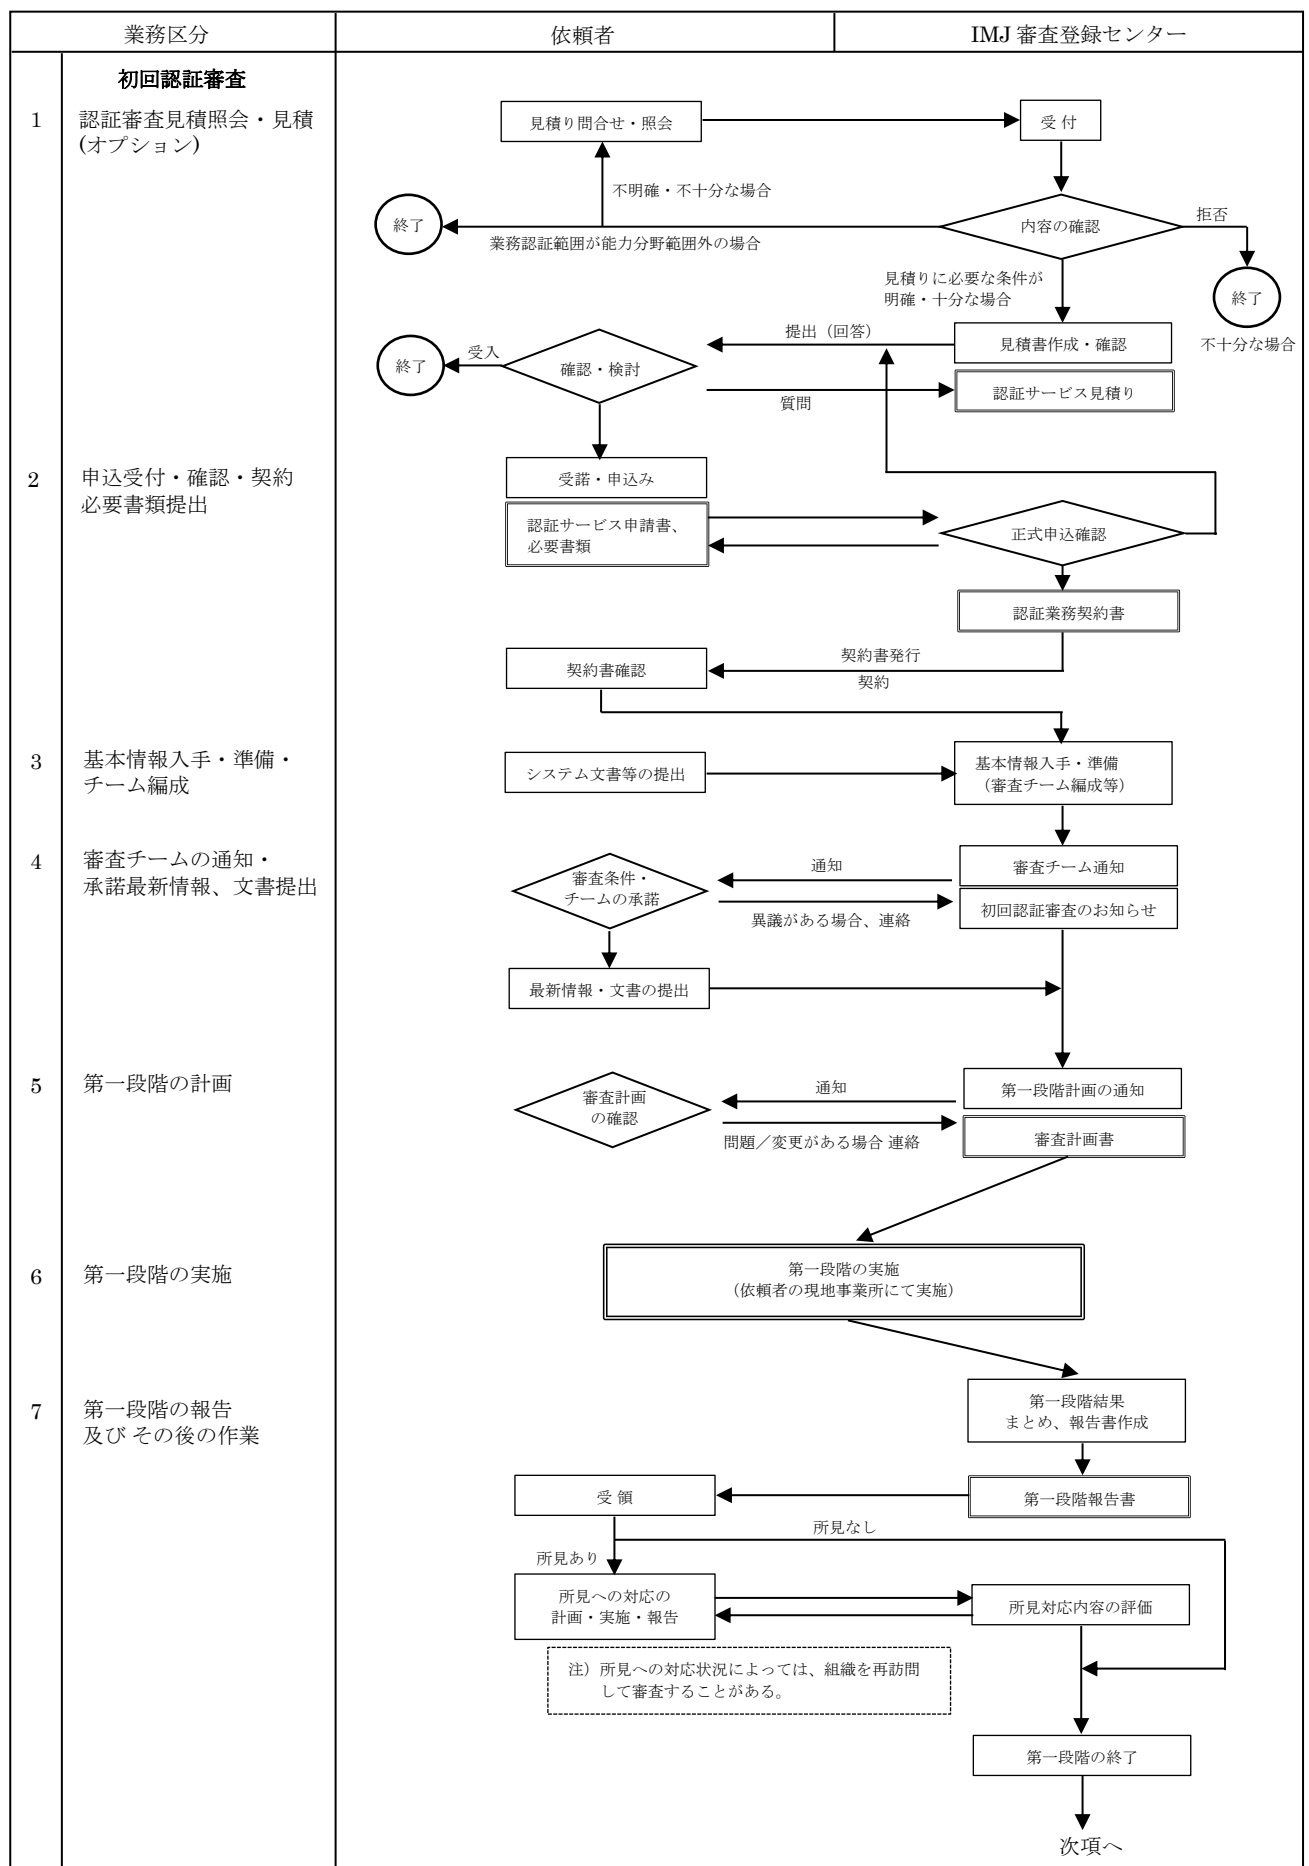 業務区分
依頼者
IMJ 審査登録センター
初回認証審査
1
認証審査見積照会・見積
(オプション)
見積り問合せ・照会
受 付
不明確・不十分な場合
終了
内容の確認
拒否
業務認証範囲が能力分野範囲外の場合
見積りに必要な条件が
明確・十分な場合
終了
不十分な場合
提出（回答）
見積書作成・確認
終了
受入
確認・検討
質問
認証サービス見積り
2
申込受付・確認・契約
必要書類提出
受諾・申込み
認証サービス申請書、
必要書類
正式申込確認
認証業務契約書
契約書発行
契約書確認
契約
3
基本情報入手・準備・
チーム編成
システム文書等の提出
基本情報入手・準備
（審査チーム編成等）
4
審査チームの通知・
承諾最新情報、文書提出
審査条件・
チームの承諾
通知
審査チーム通知
異議がある場合、連絡
初回認証審査のお知らせ
最新情報・文書の提出
5
第一段階の計画
審査計画
の確認
通知
第一段階計画の通知
問題／変更がある場合 連絡
審査計画書
6
第一段階の実施
第一段階の実施
（依頼者の現地事業所にて実施）
7
第一段階の報告
及び その後の作業
第一段階結果
まとめ、報告書作成
受 領
第一段階報告書
所見なし
所見あり
所見への対応の
計画・実施・報告
所見対応内容の評価
注）所見への対応状況によっては、組織を再訪問
して審査することがある。
第一段階の終了
次項へ